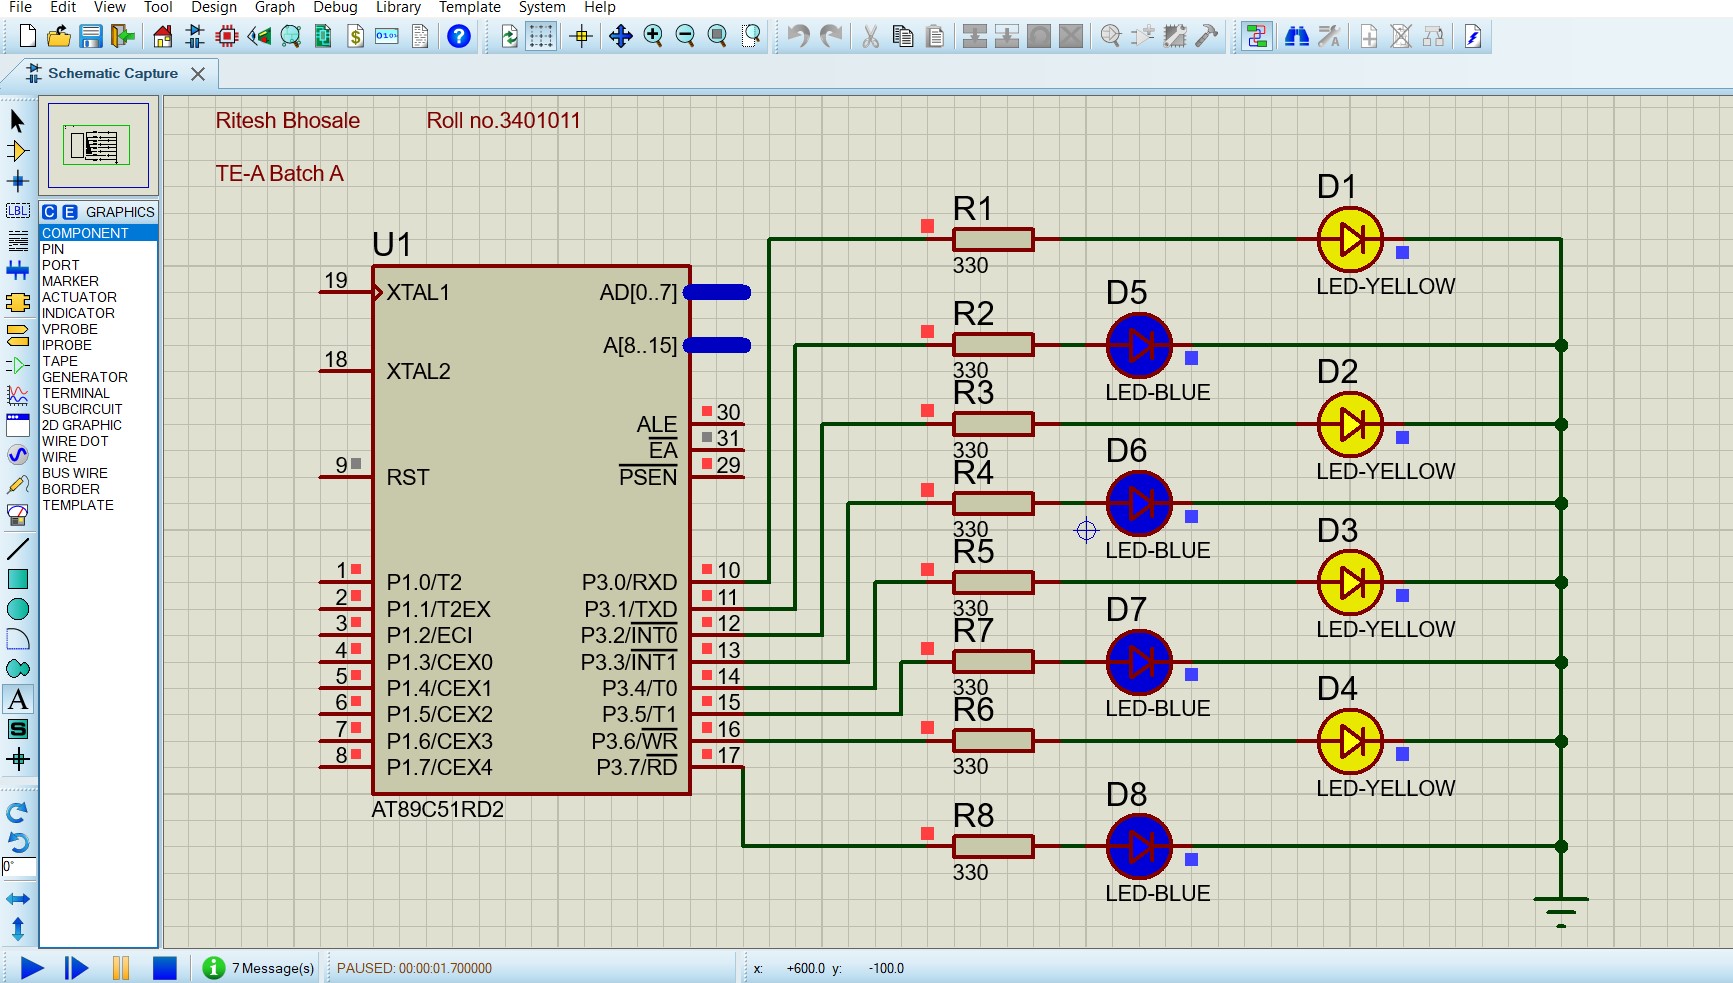 File Edit View Tool Design Graph Debug Library Template System Help
Schematic Capture
LBL
C E GRAPHICS
COMPONENT
PIN
PORT
MARKER
ACTUATOR
INDICATOR
VPROBE
IPROBE
TAPE
GENERATOR
TERMINAL
SUBCIRCUIT
2D GRAPHIC
WIRE DOT
WIRE
BUS WIRE
BORDER
TEMPLATE
A
S
0°
Ritesh Bhosale Roll no.3401011
TE-A Batch A
U1
19 XTAL1 AD[0..7]
A[8..15]
18 XTAL2
ALE 30
EA 31
9 RST PSEN 29
1 P1.0/T2 P3.0/RXD 10
2 P1.1/T2EX P3.1/TXD 11
3 P1.2/ECI P3.2/INT0 12
4 P1.3/CEX0 P3.3/INT1 13
5 P1.4/CEX1 P3.4/T0 14
6 P1.5/CEX2 P3.5/T1 15
7 P1.6/CEX3 P3.6/WR 16
8 P1.7/CEX4 P3.7/RD 17
AT89C51RD2
R1
330
R2
330
R3
330
R4
330
R5
330
R7
330
R6
330
R8
330
D5
LED-BLUE
D6
LED-BLUE
D7
LED-BLUE
D8
LED-BLUE
D1
LED-YELLOW
D2
LED-YELLOW
D3
LED-YELLOW
D4
LED-YELLOW
7 Message(s) PAUSED: 00:00:01.700000 x: +600.0 y: -100.0